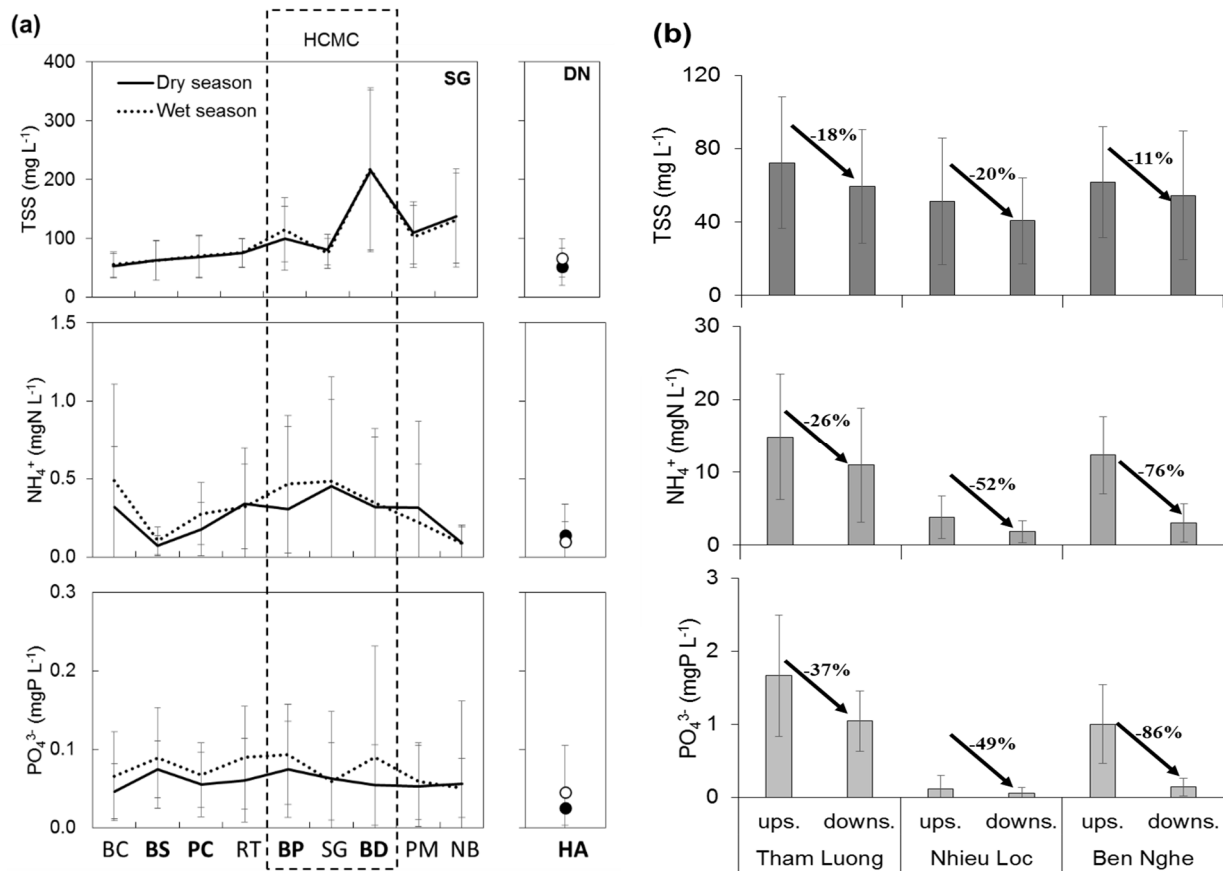 (a)
HCMC
TSS (mg L⁻¹)
400
300
200
100
0
Dry season
Wet season
SG
DN
NH₄⁺ (mgN L⁻¹)
1.5
1.0
0.5
0.0
PO₄³⁻ (mgP L⁻¹)
0.3
0.2
0.1
0.0
BC BS PC RT BP SG BD PM NB
HA
(b)
TSS (mg L⁻¹)
120
80
40
0
-18%
-20%
-11%
NH₄⁺ (mgN L⁻¹)
30
20
10
0
-26%
-52%
-76%
PO₄³⁻ (mgP L⁻¹)
3
2
1
0
-37%
-49%
-86%
ups. downs. ups. downs. ups. downs.
Tham Luong Nhieu Loc Ben Nghe